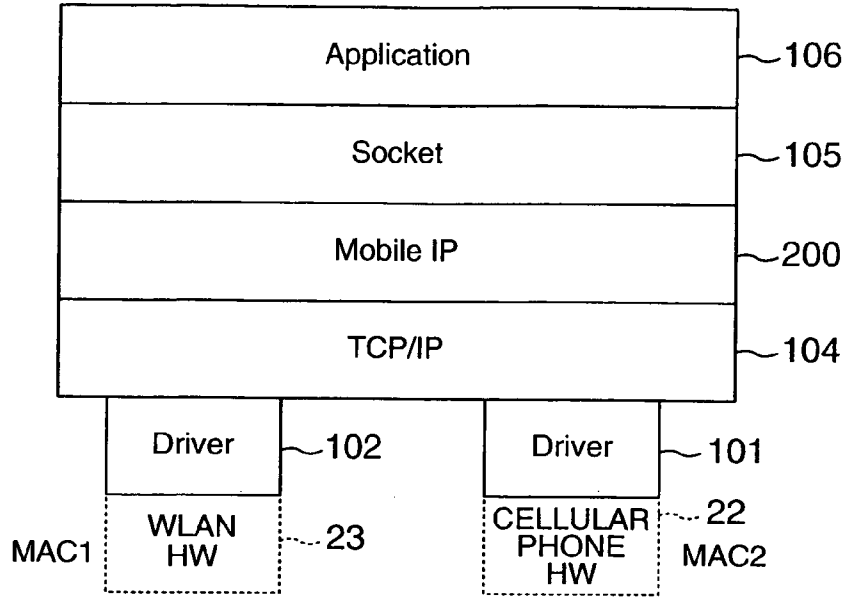 Application 106
Socket 105
Mobile IP 200
TCP/IP 104
Driver 102
Driver 101
MAC1
WLAN
HW
23
CELLULAR
PHONE
HW
22
MAC2